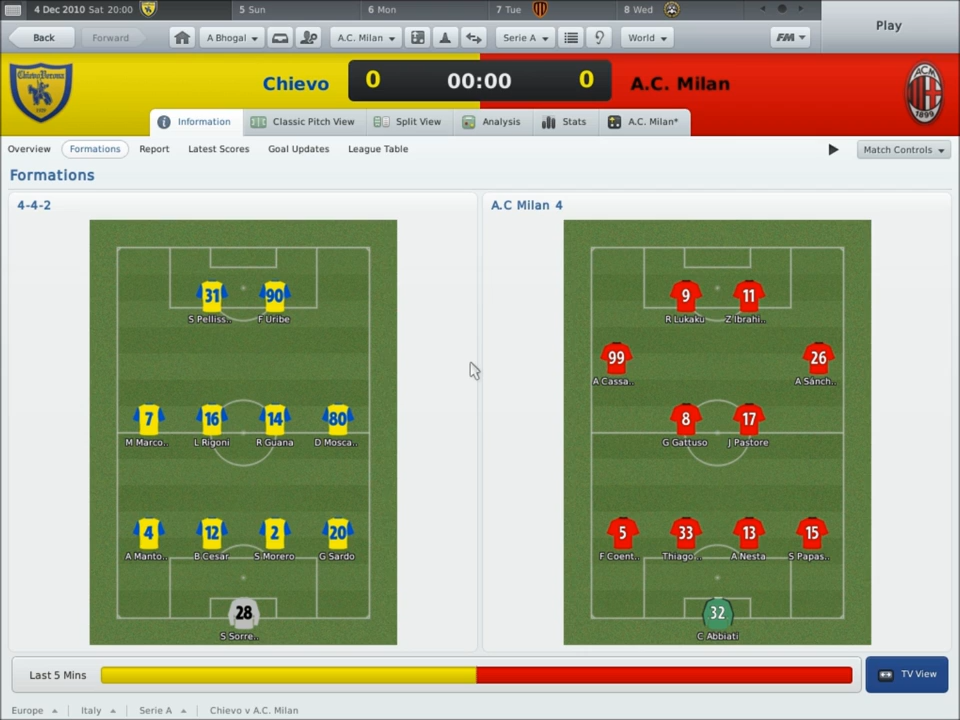 4 Dec 2010 Sat 20:00 5 Sun 6 Mon 7 Tue 8 Wed
Back Forward A Bhogal A.C. Milan Serie A World FM Play
Chievo 0 00:00 0 A.C. Milan
Information Classic Pitch View Split View Analysis Stats A.C. Milan*
Overview Formations Report Latest Scores Goal Updates League Table Match Controls
Formations
4-4-2
31 90
S Pelliss.. F Uribe
7 16 14 80
M Marco.. L Rigoni R Guana D Mosca..
4 12 2 20
A Manto.. B Cesar S Morero G Sardo
28
S Sorre..
A.C Milan 4
9 11
R Lukaku Z Ibrahi..
99 26
A Cassa.. A Sánch..
8 17
G Gattuso J Pastore
5 33 13 15
F Coent.. Thiago.. A Nesta S Papas..
32
C Abbiati
Last 5 Mins TV View
Europe Italy Serie A Chievo v A.C. Milan